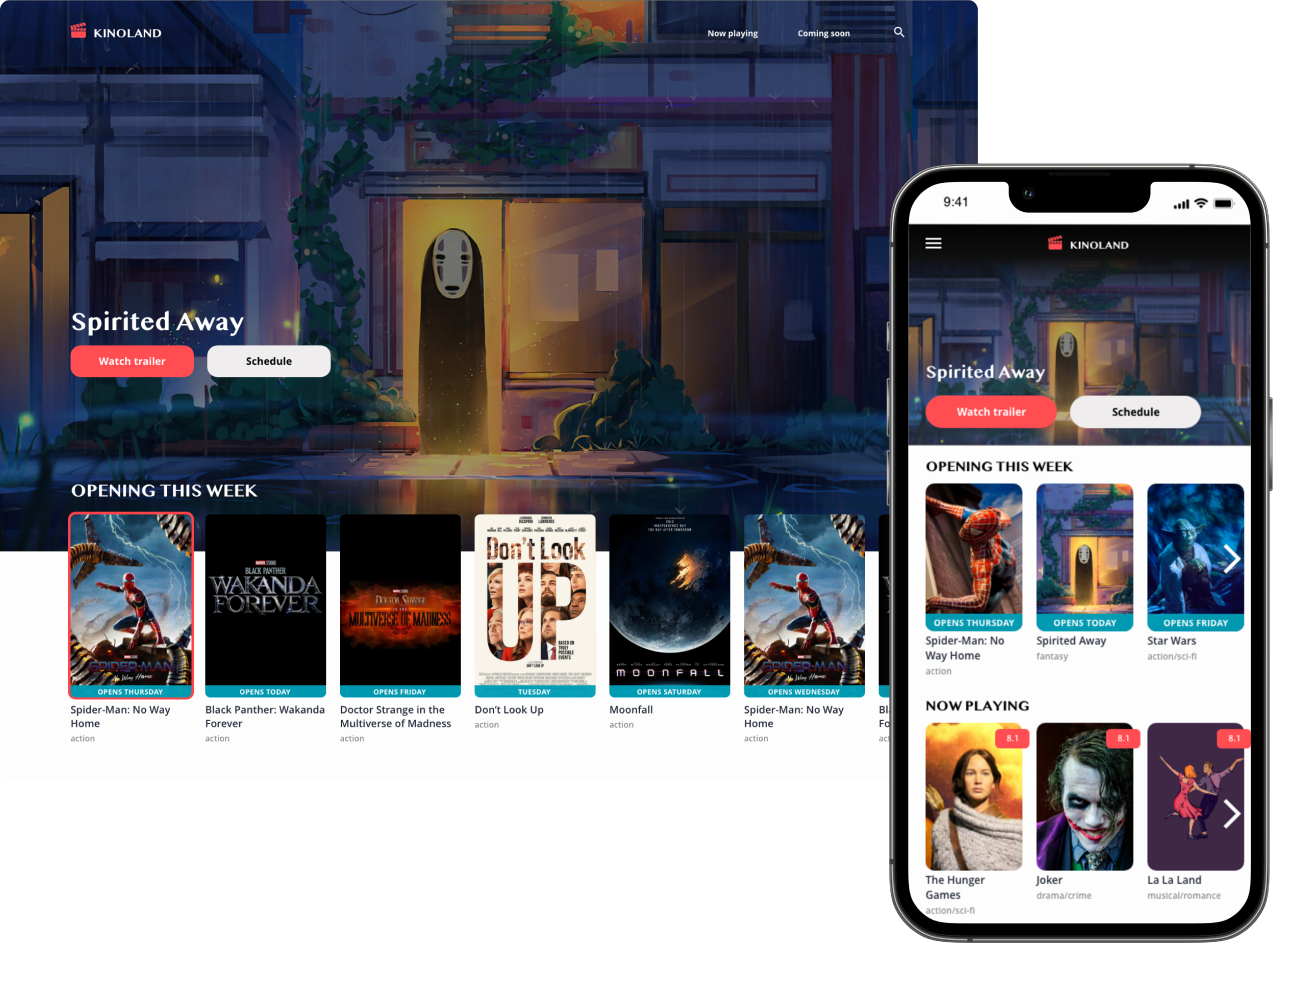 KINOLAND
Now playing
Coming soon
Spirited Away
Watch trailer
Schedule
OPENING THIS WEEK
SPIDER-MAN
No Way Home
OPENS THURSDAY
Spider-Man: No Way
Home
action
BLACK PANTHER
WAKANDA
FOREVER
OPENS TODAY
Black Panther: Wakanda
Forever
action
DOCTOR STRANGE
IN THE
MULTIVERSE OF MADNESS
OPENS FRIDAY
Doctor Strange in the
Multiverse of Madness
action
Don't Look
UP
BASED ON
TRULY
POSSIBLE
EVENTS
TUESDAY
Don't Look Up
action
MOONFALL
OPENS SATURDAY
Moonfall
action
SPIDER-MAN
No Way Home
OPENS WEDNESDAY
Spider-Man: No Way
Home
action
Bl
Fo
ac
9:41
KINOLAND
Spirited Away
Watch trailer
Schedule
OPENING THIS WEEK
OPENS THURSDAY
Spider-Man: No
Way Home
action
OPENS TODAY
Spirited Away
fantasy
OPENS FRIDAY
Star Wars
action/sci-fi
NOW PLAYING
8.1
The Hunger
Games
action/sci-fi
8.1
Joker
drama/crime
8.1
La La Land
musical/romance